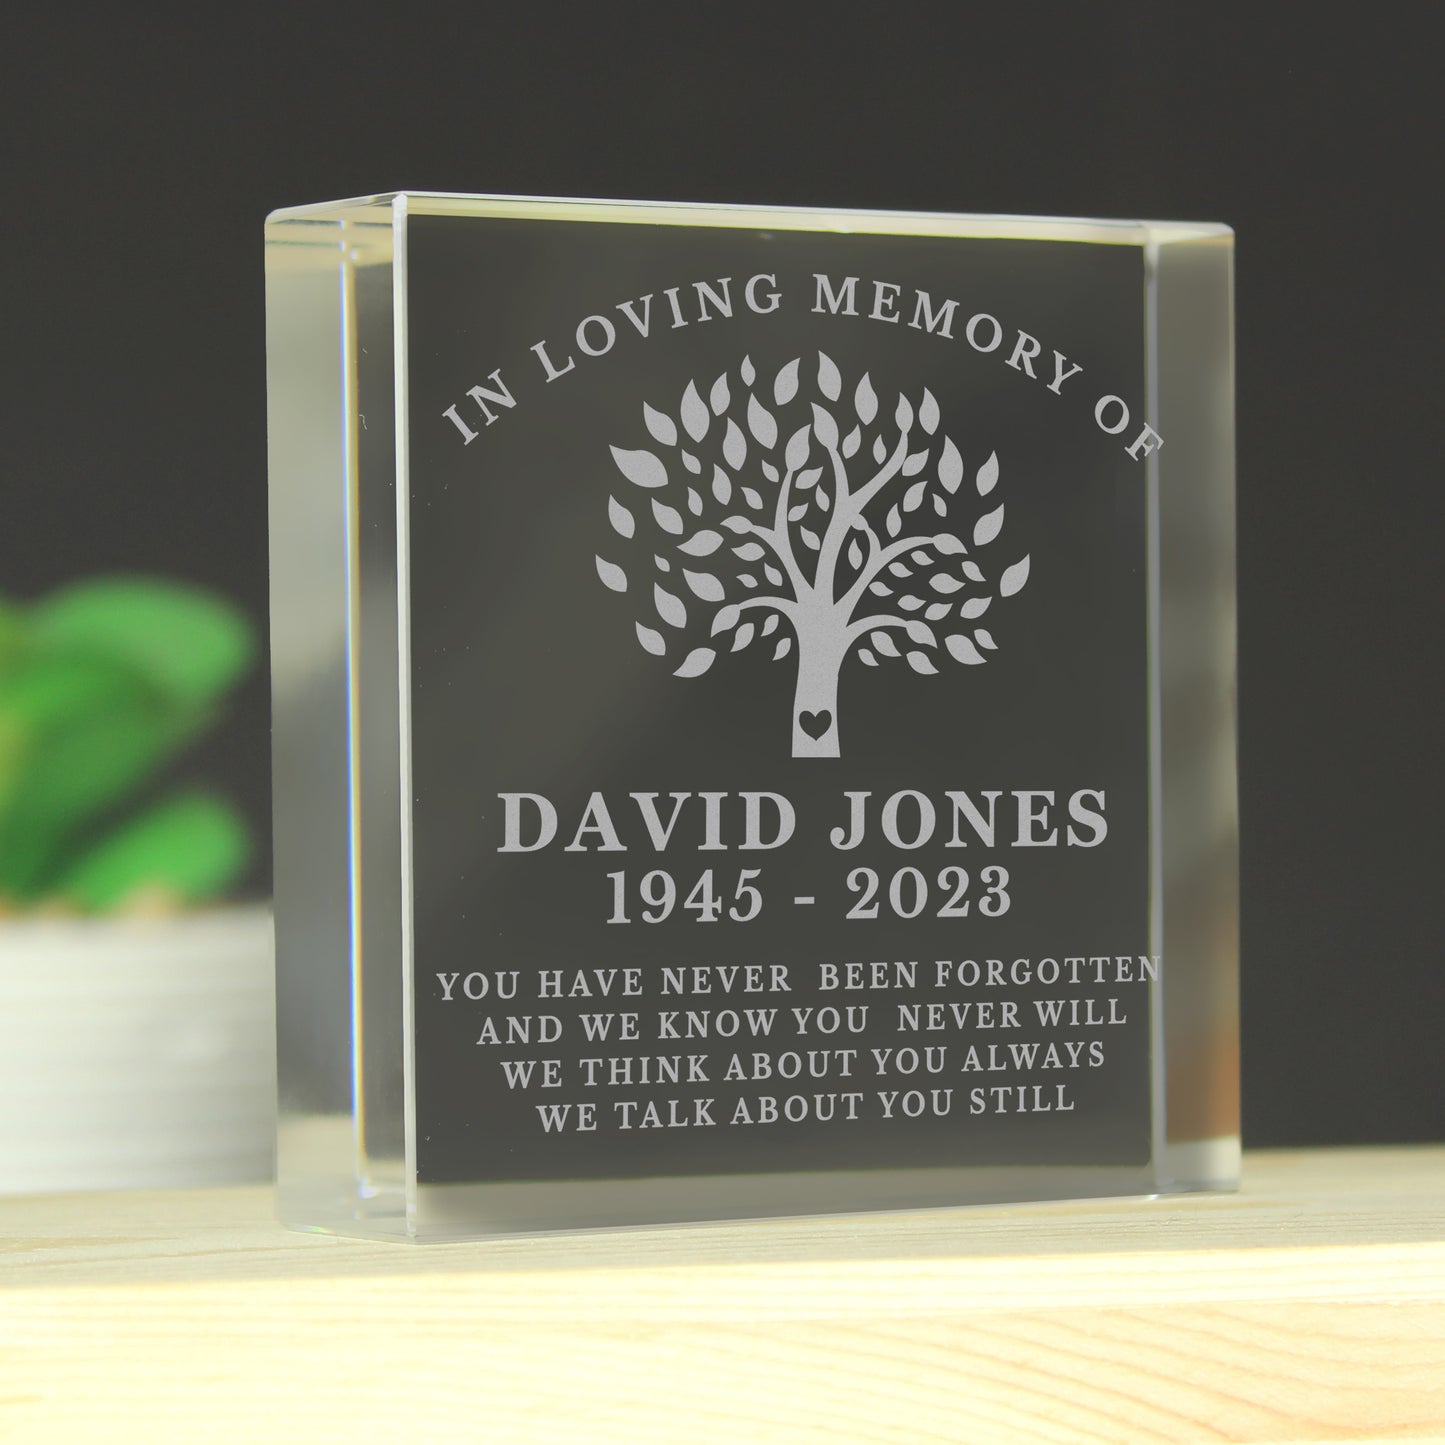 IN LOVING MEMORY OF
DAVID JONES
1945 - 2023
YOU HAVE NEVER BEEN FORGOTTEN
AND WE KNOW YOU NEVER WILL
WE THINK ABOUT YOU ALWAYS
WE TALK ABOUT YOU STILL